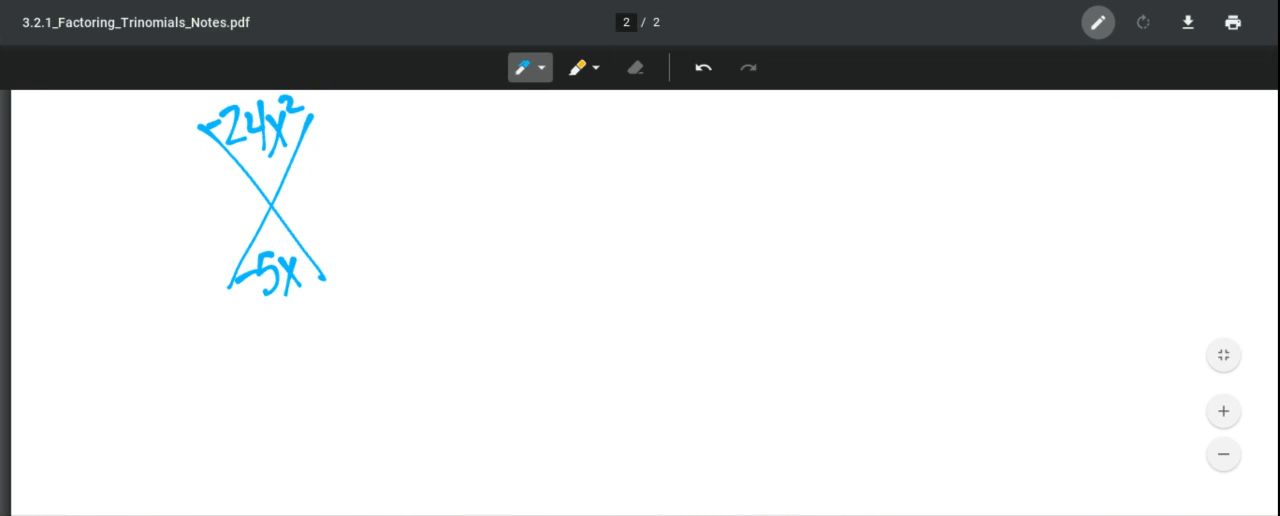 3.2.1_Factoring_Trinomials_Notes.pdf
2 / 2
-24x²
-5x